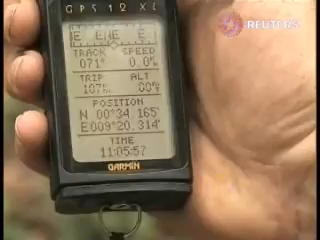 GPS 12 XL
REUTERS
E E E E
TRACK SPEED
071° 0.0
TRIP ALT
POSITION
N 00°34.165'
E009°20.314'
TIME
11:05:57
GARMIN